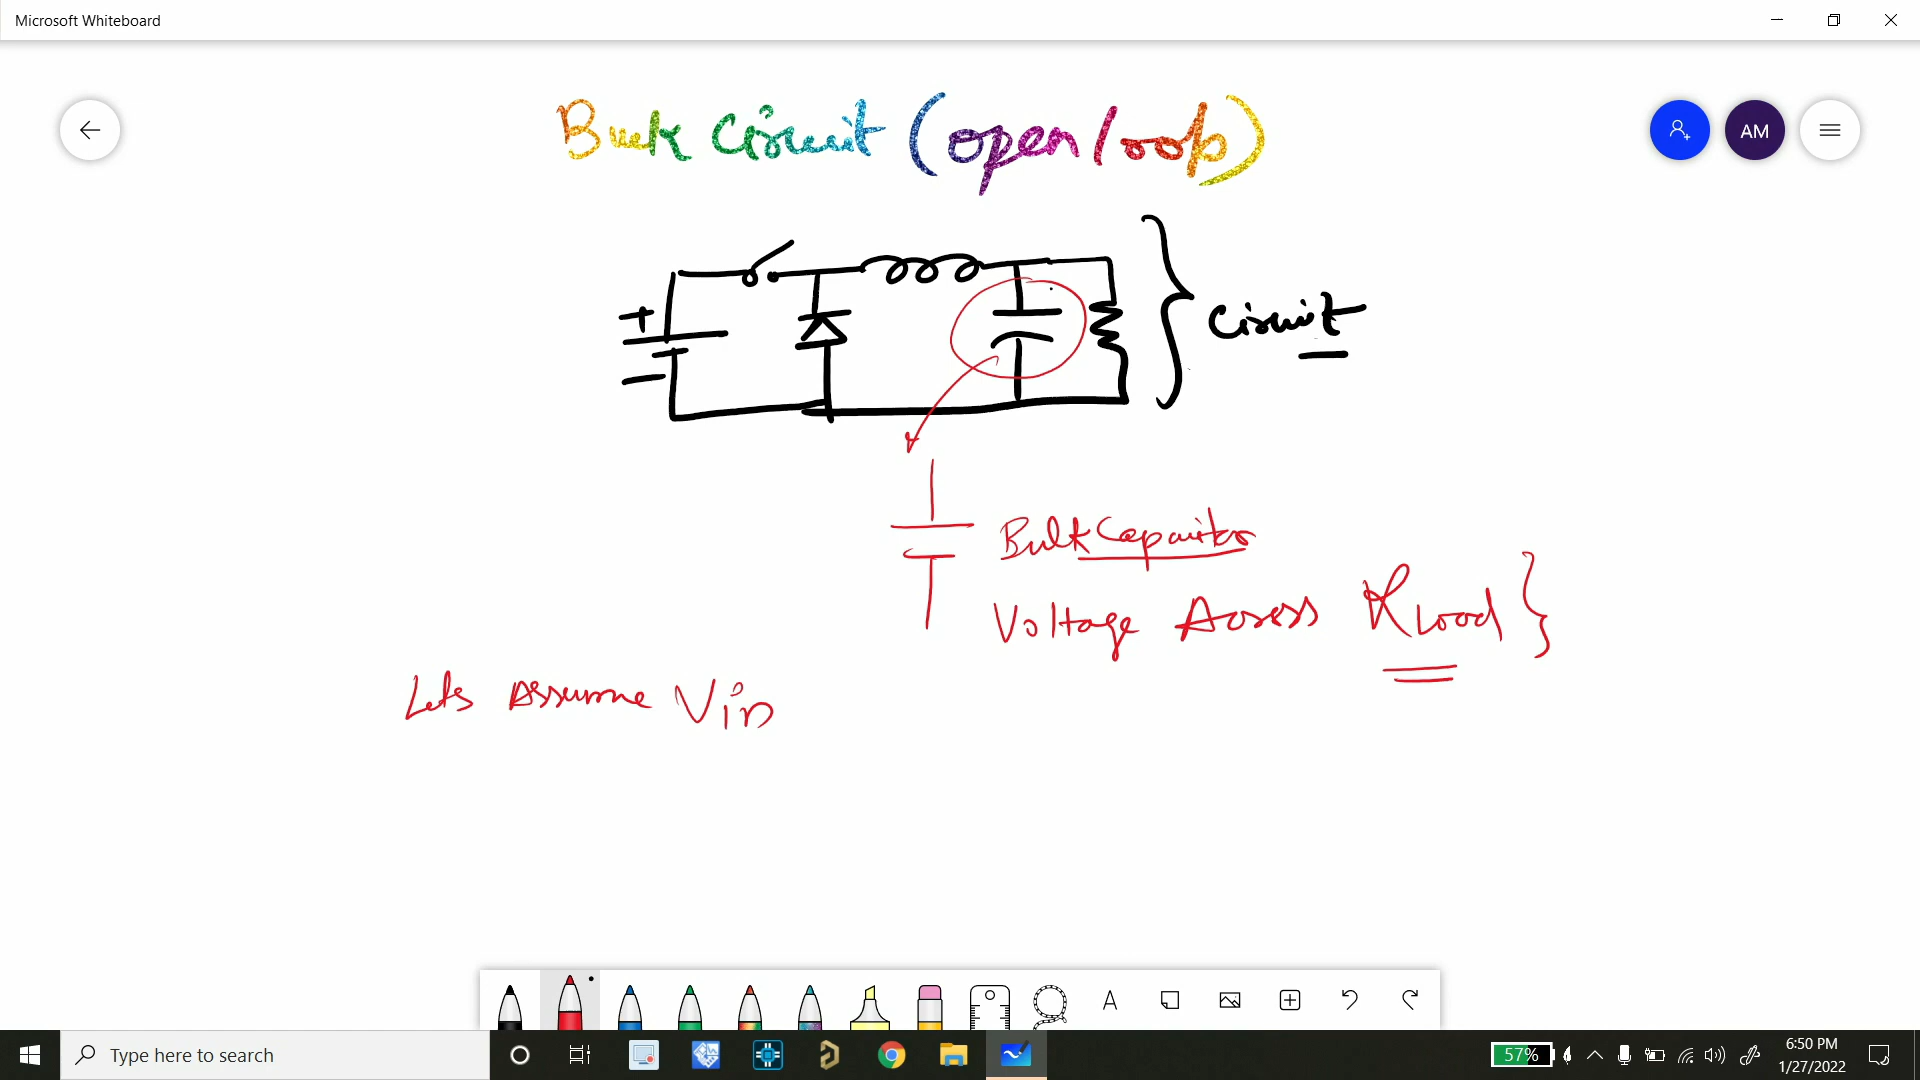 Microsoft Whiteboard
Buck Circuit (open loop)
AM
+
Circuit
Bulk Capacitor
Voltage Across RLoad }
Lets Assume Vin
A
Type here to search
57%
6:50 PM
1/27/2022